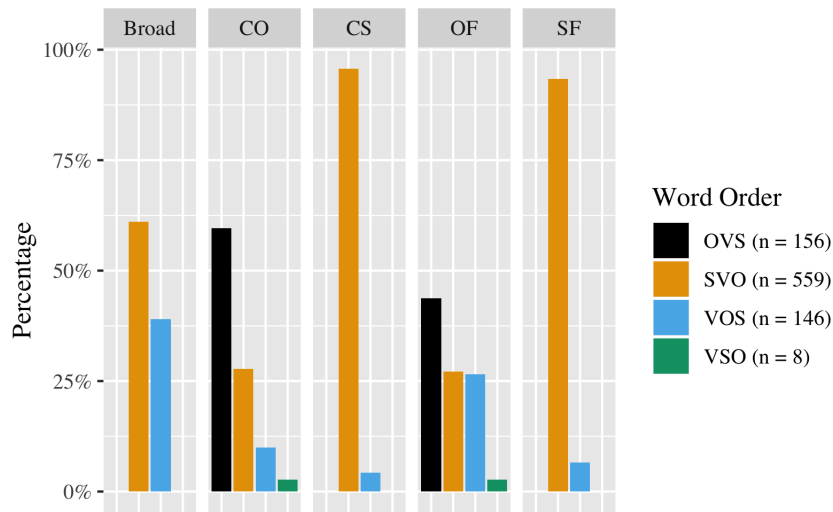 Broad CO CS OF SF
100%
75%
50%
25%
0%
Percentage
Word Order
OVS (n = 156)
SVO (n = 559)
VOS (n = 146)
VSO (n = 8)